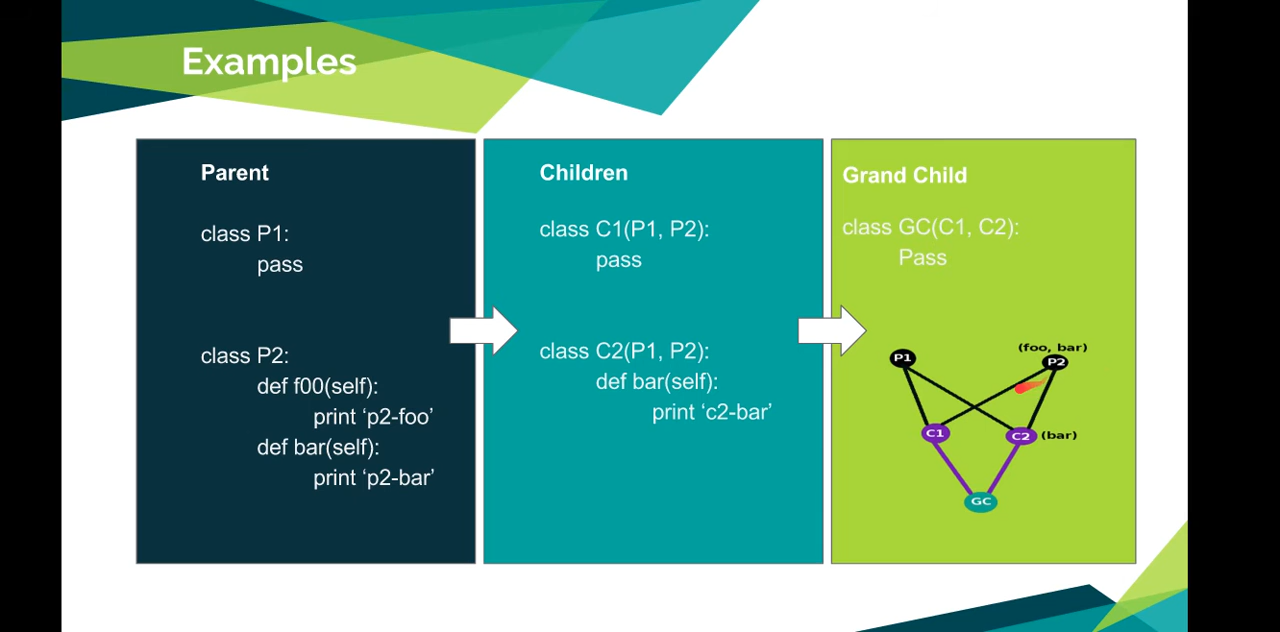 Examples
Parent
class P1:
pass
class P2:
def f00(self):
print ‘p2-foo’
def bar(self):
print ‘p2-bar’
Children
class C1(P1, P2):
pass
class C2(P1, P2):
def bar(self):
print ‘c2-bar’
Grand Child
class GC(C1, C2):
Pass
(foo, bar)
P1
P2
C1
C2
(bar)
GC